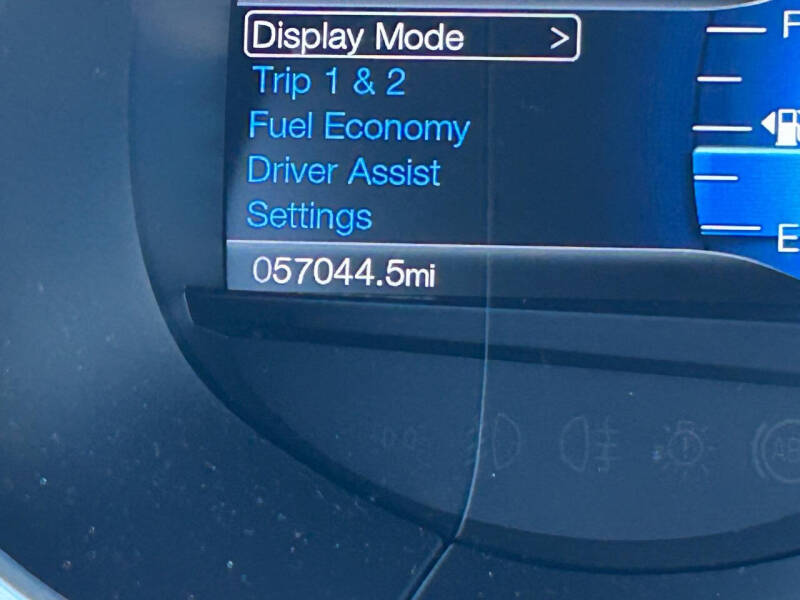 Display Mode >
Trip 1 & 2
Fuel Economy
Driver Assist
Settings
057044.5mi
F
E